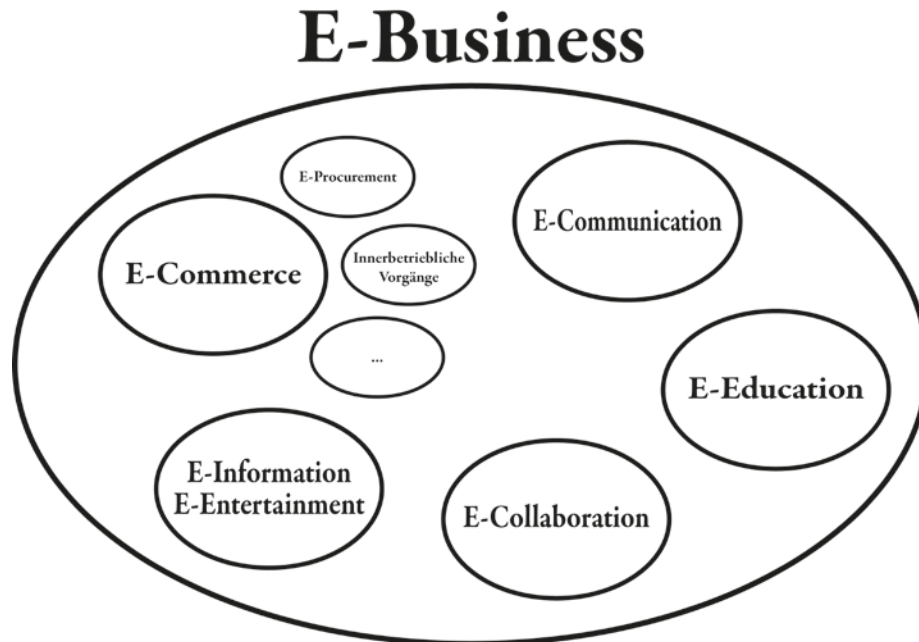 E-Business
E-Procurement
E-Communication
Innerbetriebliche
Vorgänge
E-Commerce
...
E-Education
E-Information
E-Entertainment
E-Collaboration